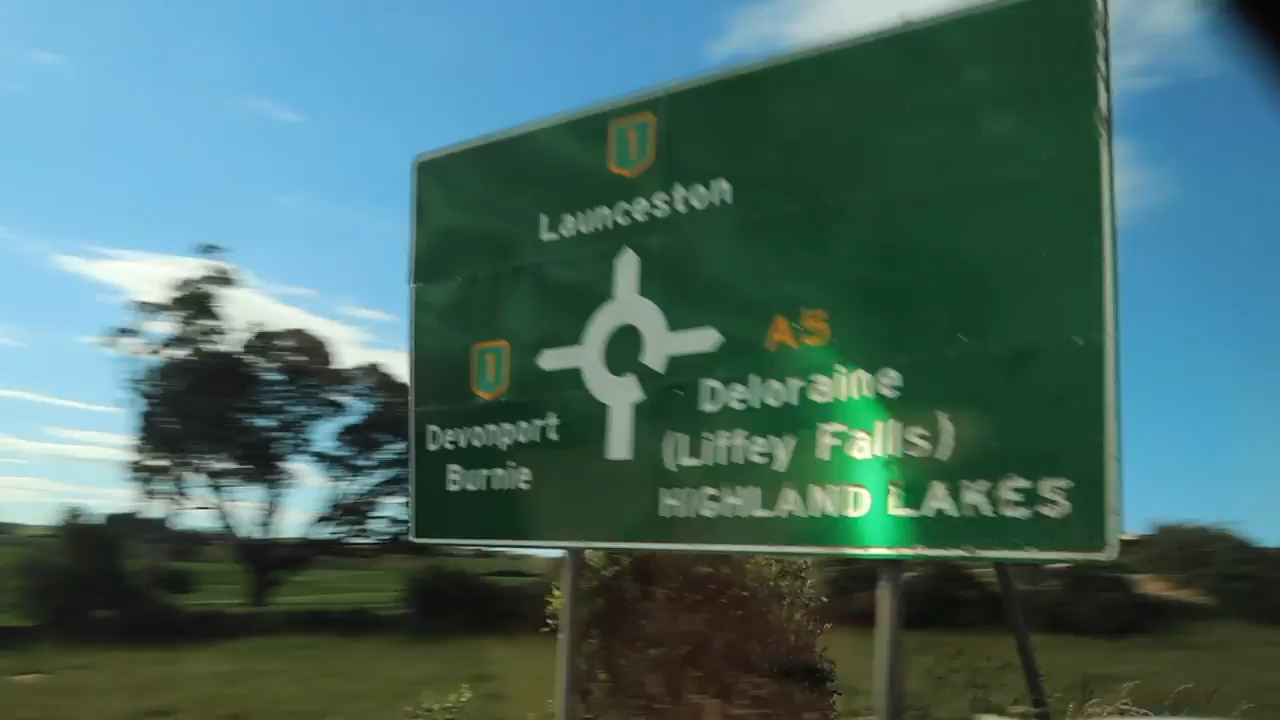 1
Launceston
1
Devonport
Burnie
A5
Deloraine
(Liffey Falls)
HIGHLAND LAKES